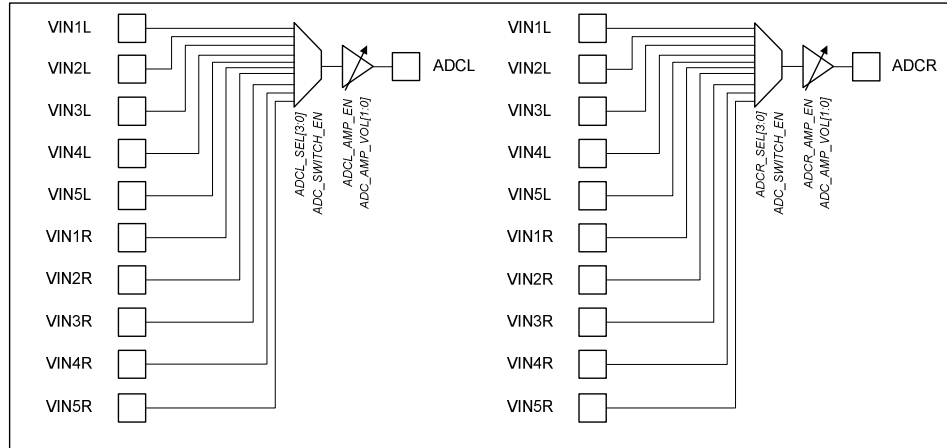 VIN1L
VIN2L
VIN3L
VIN4L
VIN5L
VIN1R
VIN2R
VIN3R
VIN4R
VIN5R
ADCL_SEL[3:0]
ADC_SWITCH_EN
ADCL_AMP_EN
ADC_AMP_VOL[1:0]
ADCL
VIN1L
VIN2L
VIN3L
VIN4L
VIN5L
VIN1R
VIN2R
VIN3R
VIN4R
VIN5R
ADCR_SEL[3:0]
ADC_SWITCH_EN
ADCR_AMP_EN
ADC_AMP_VOL[1:0]
ADCR